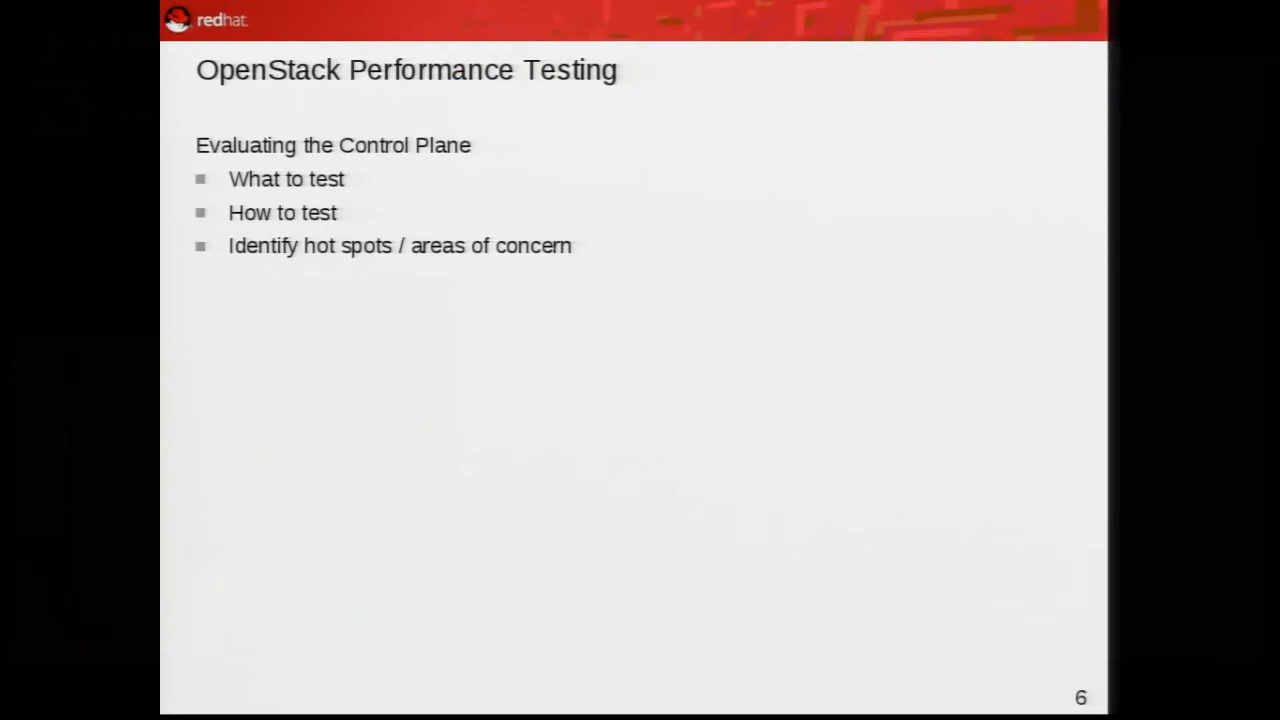 redhat.
OpenStack Performance Testing
Evaluating the Control Plane
What to test
How to test
Identify hot spots / areas of concern
6